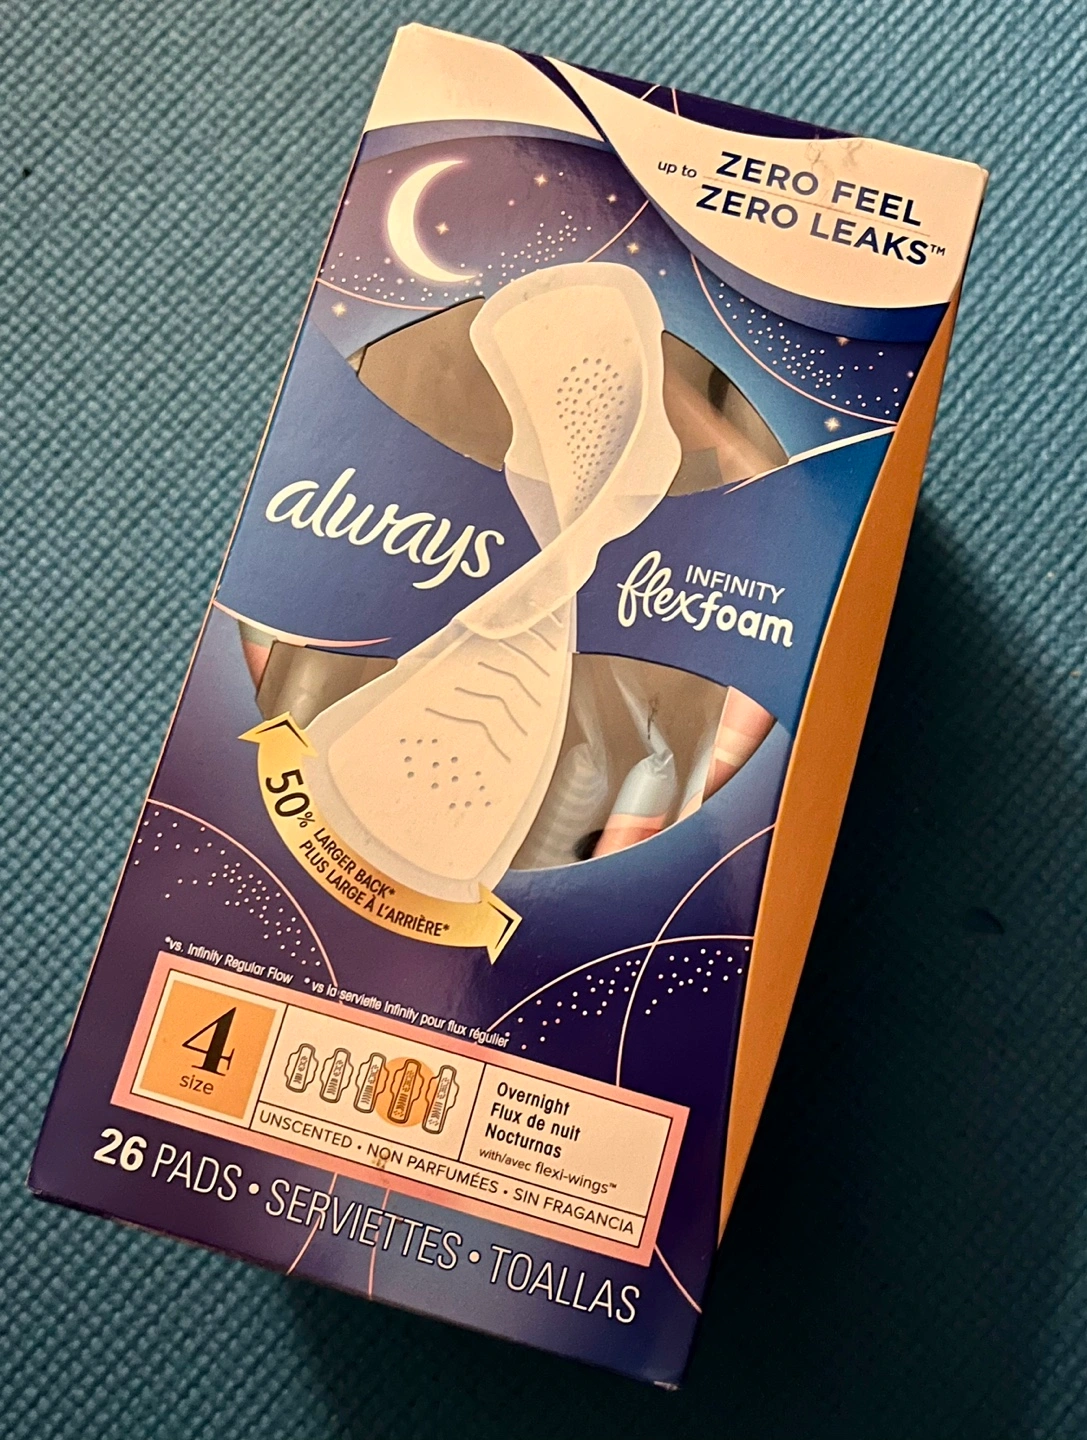 up to ZERO FEEL
ZERO LEAKS™
always
INFINITY
flexfoam
50%
LARGER BACK*
PLUS LARGE À L'ARRIÈRE*
*vs. Infinity Regular Flow * vs la serviette Infinity pour flux régulier
4
size
Overnight
Flux de nuit
Nocturnas
with/avec flexi-wings™
UNSCENTED • NON PARFUMÉES • SIN FRAGANCIA
26 PADS • SERVIETTES • TOALLAS